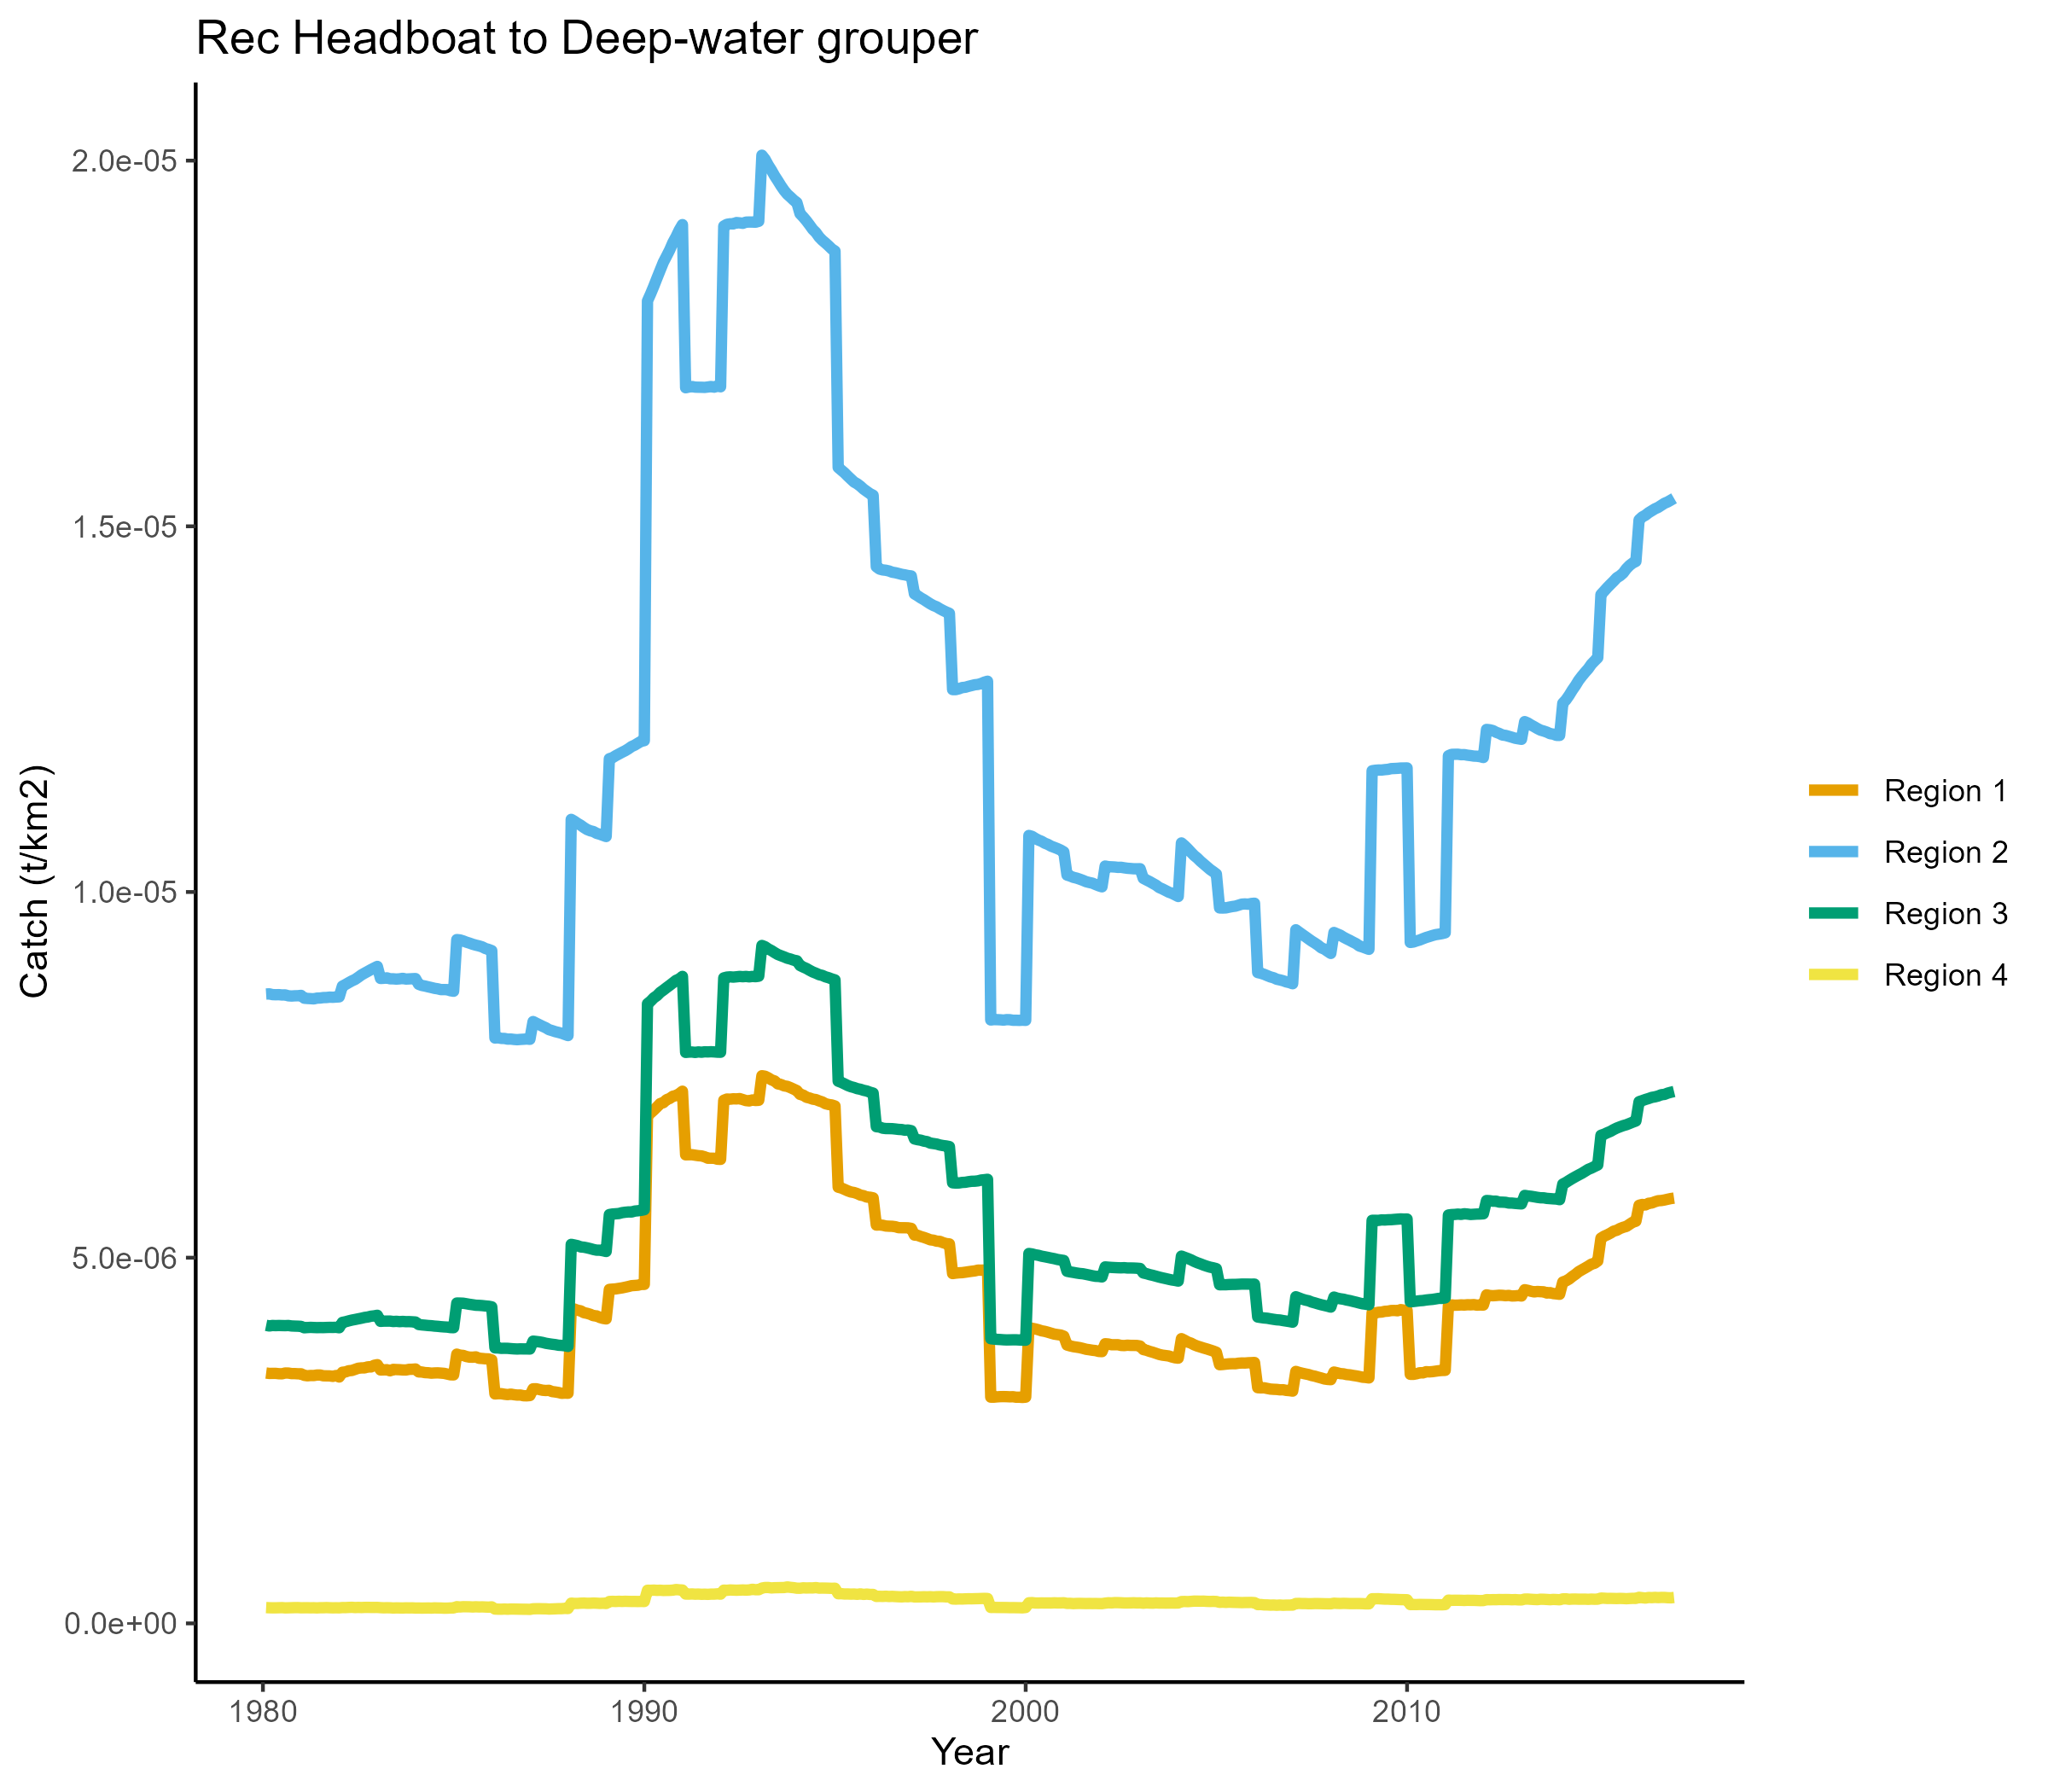 Rec Headboat to Deep-water grouper
Catch (t/km2)
2.0e-05
1.5e-05
1.0e-05
5.0e-06
0.0e+00
1980
1990
2000
2010
Year
Region 1
Region 2
Region 3
Region 4